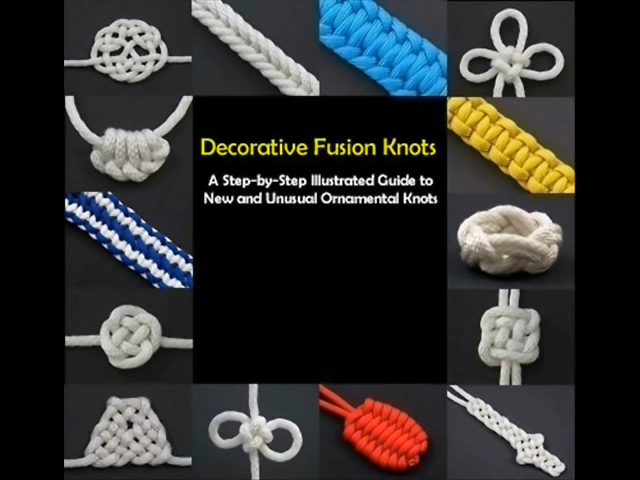 Decorative Fusion Knots
A Step-by-Step Illustrated Guide to
New and Unusual Ornamental Knots